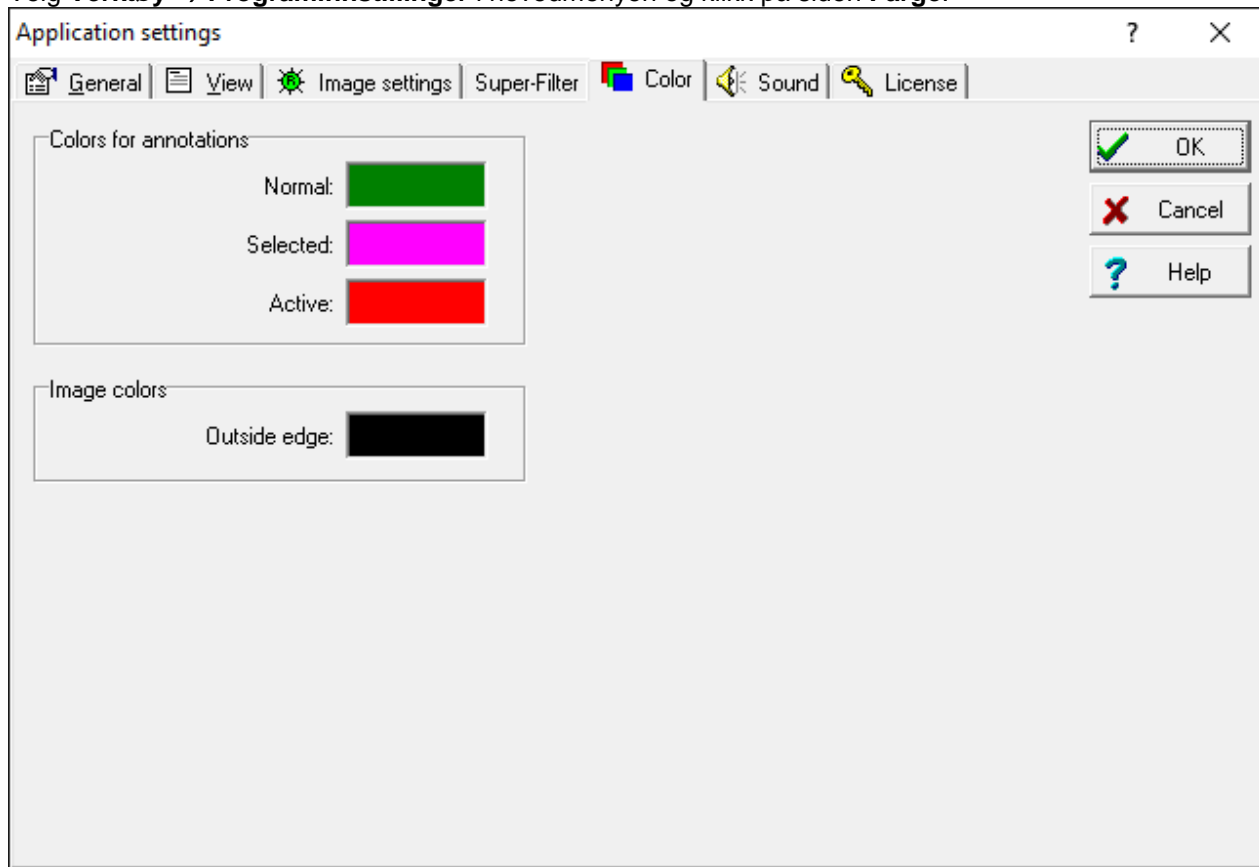 Application settings
General View Image settings Super-Filter Color Sound License
Colors for annotations
Normal:
Selected:
Active:
Image colors
Outside edge:
OK
Cancel
Help